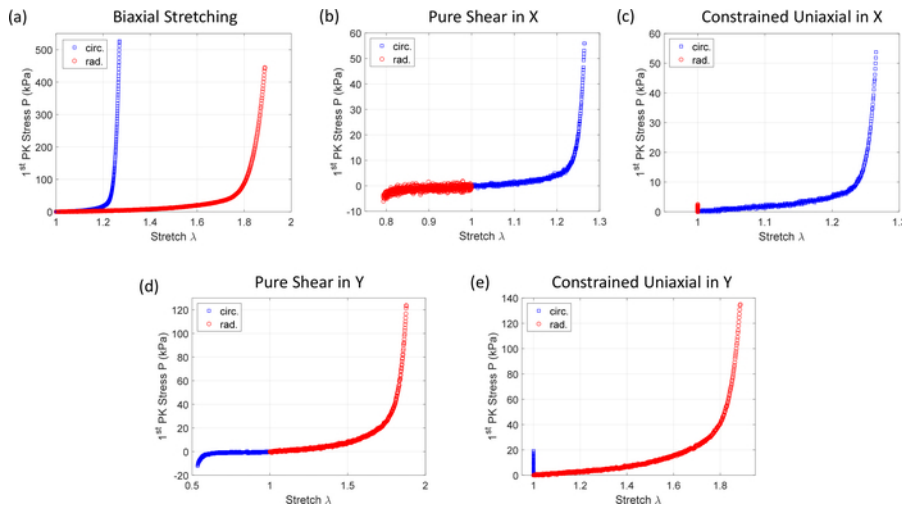 (a)
Biaxial Stretching
circ.
rad.
1st PK Stress P (kPa)
500
400
300
200
100
0
1
1.2
1.4
1.6
1.8
2
Stretch λ
(b)
Pure Shear in X
circ.
rad.
1st PK Stress P (kPa)
60
50
40
30
20
10
0
-10
0.8
0.9
1
1.1
1.2
1.3
Stretch λ
(c)
Constrained Uniaxial in X
circ.
rad.
1st PK Stress P (kPa)
60
50
40
30
20
10
0
1
1.1
1.2
1.3
Stretch λ
(d)
Pure Shear in Y
circ.
rad.
1st PK Stress P (kPa)
120
100
80
60
40
20
0
-20
0.5
1
1.5
2
Stretch λ
(e)
Constrained Uniaxial in Y
circ.
rad.
1st PK Stress P (kPa)
140
120
100
80
60
40
20
0
1
1.2
1.4
1.6
1.8
Stretch λ